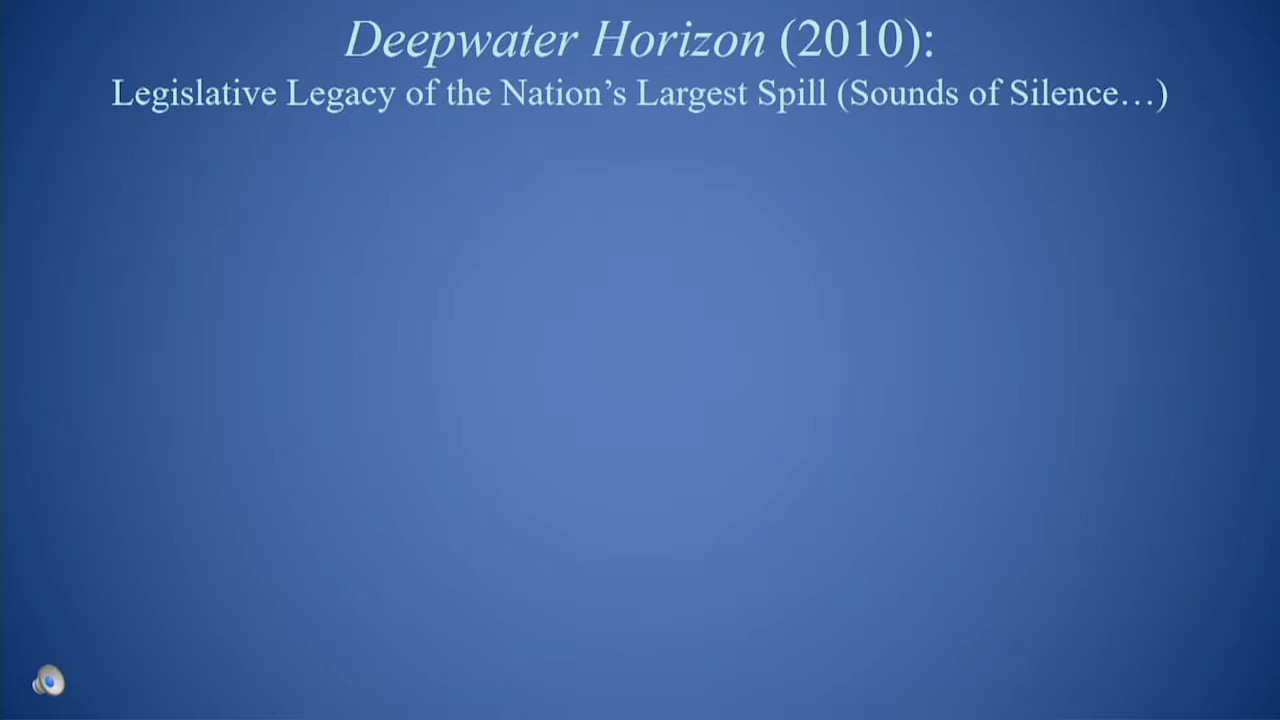 Deepwater Horizon (2010):
Legislative Legacy of the Nation’s Largest Spill (Sounds of Silence…)